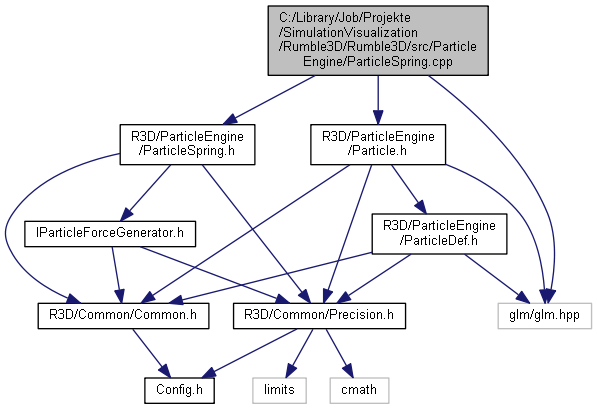 C:/Library/Job/Projekte
/SimulationVisualization
/Rumble3D/Rumble3D/src/Particle
Engine/ParticleSpring.cpp
R3D/ParticleEngine
/ParticleSpring.h
R3D/ParticleEngine
/Particle.h
IParticleForceGenerator.h
R3D/ParticleEngine
/ParticleDef.h
R3D/Common/Common.h
R3D/Common/Precision.h
glm/glm.hpp
Config.h
limits
cmath